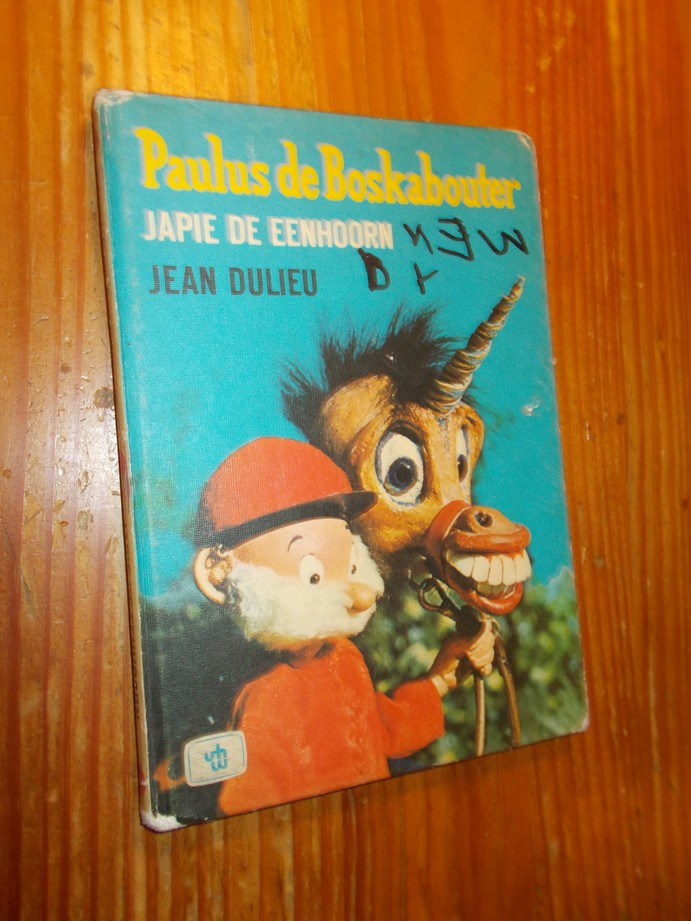 Paulus de Boskabouter
JAPIE DE EENHOORN
JEAN DULIEU